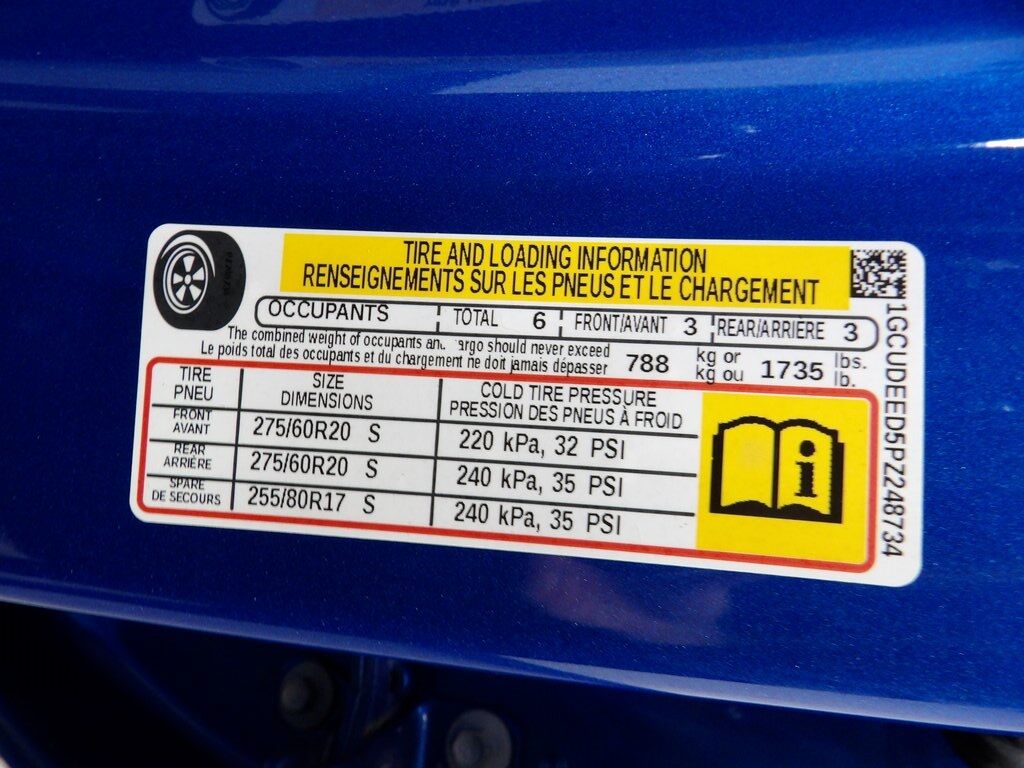 TIRE AND LOADING INFORMATION
RENSEIGNEMENTS SUR LES PNEUS ET LE CHARGEMENT
OCCUPANTS TOTAL 6 FRONT/AVANT 3 REAR/ARRIÈRE 3
The combined weight of occupants an argo should never exceed
Le poids total des occupants et du chargement ne doit jamais dépasser
788 kg or 1735 lbs.
kg ou lb.
TIRE SIZE COLD TIRE PRESSURE
PNEU DIMENSIONS PRESSION DES PNEUS À FROID
FRONT
AVANT 275/60R20 S 220 kPa, 32 PSI
REAR
ARRIÈRE 275/60R20 S 240 kPa, 35 PSI
SPARE
DE SECOURS 255/80R17 S 240 kPa, 35 PSI
i
1GCUDEED5PZ248734